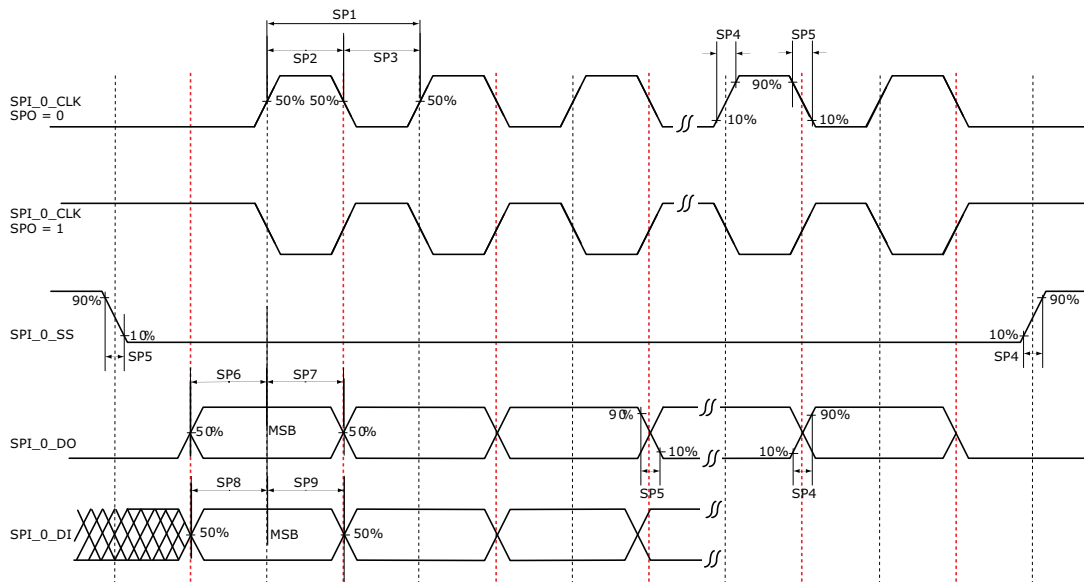 SP1
SP2
SP3
SP4
SP5
SPI_0_CLK
SPO = 0
50%
50%
50%
90%
10%
10%
SPI_0_CLK
SPO = 1
90%
SPI_0_SS
10%
SP5
90%
10%
SP4
SP6
SP7
SPI_0_DO
50%
MSB
50%
90%
10%
SP5
90%
10%
SP4
SP8
SP9
SPI_0_DI
50%
MSB
50%